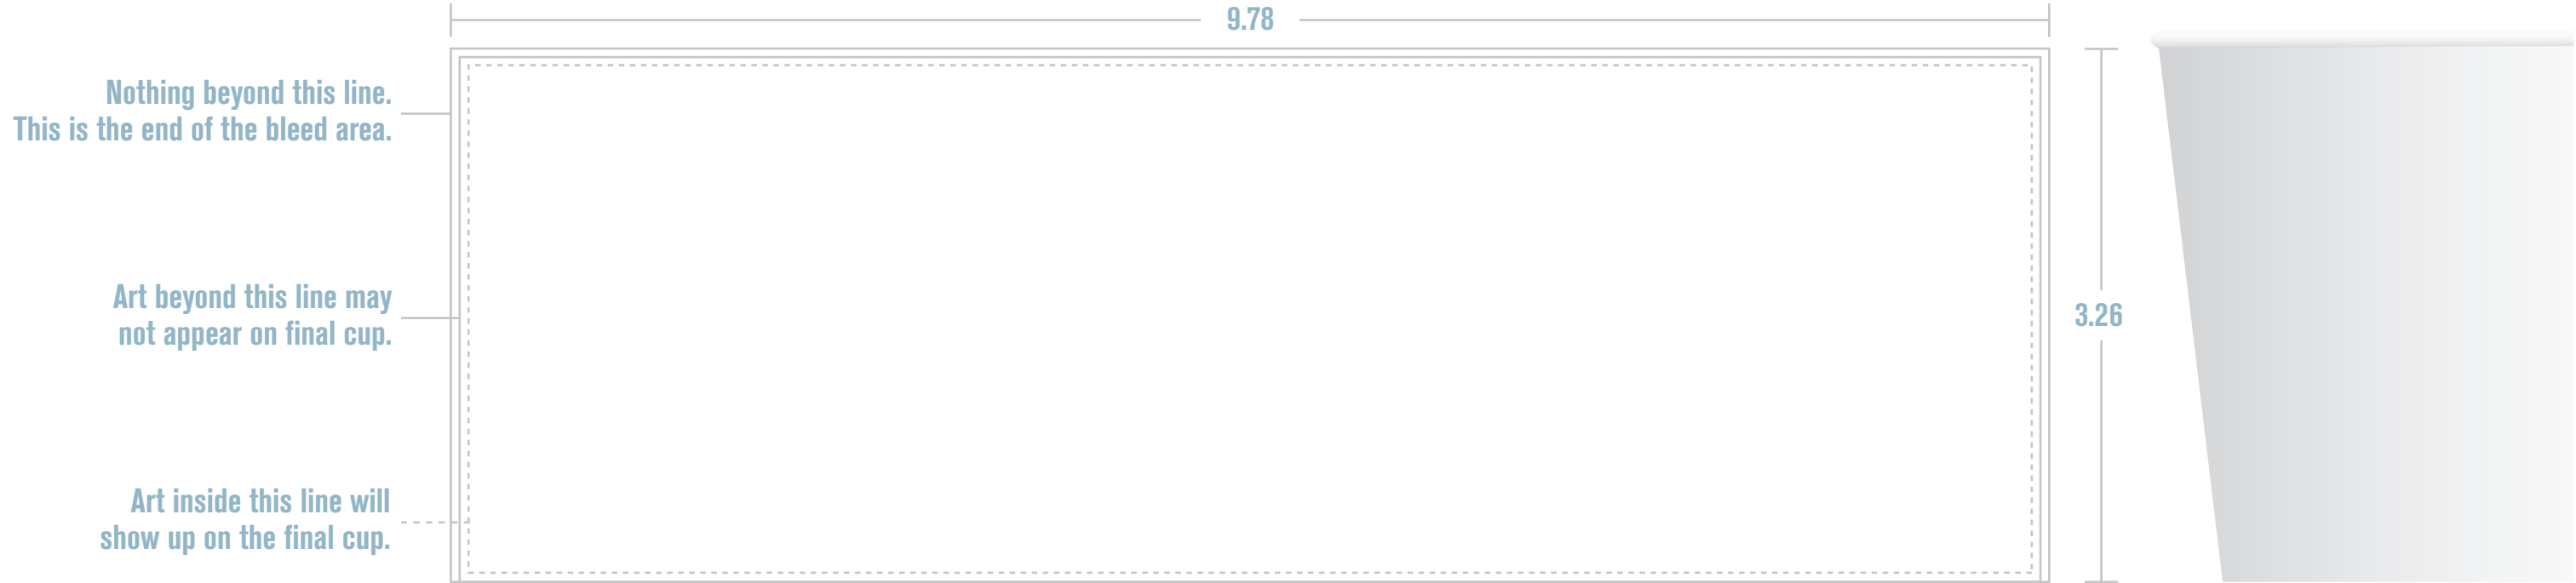 9.78
Nothing beyond this line.
This is the end of the bleed area.
Art beyond this line may
not appear on final cup.
3.26
Art inside this line will
show up on the final cup.